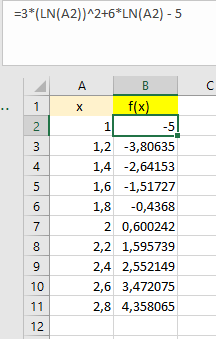 =3*(LN(A2))^2+6*LN(A2) - 5
A B C
1 x f(x)
2 1 -5
3 1,2 -3,80635
4 1,4 -2,64153
5 1,6 -1,51727
6 1,8 -0,4368
7 2 0,600242
8 2,2 1,595739
9 2,4 2,552149
10 2,6 3,472075
11 2,8 4,358065
12